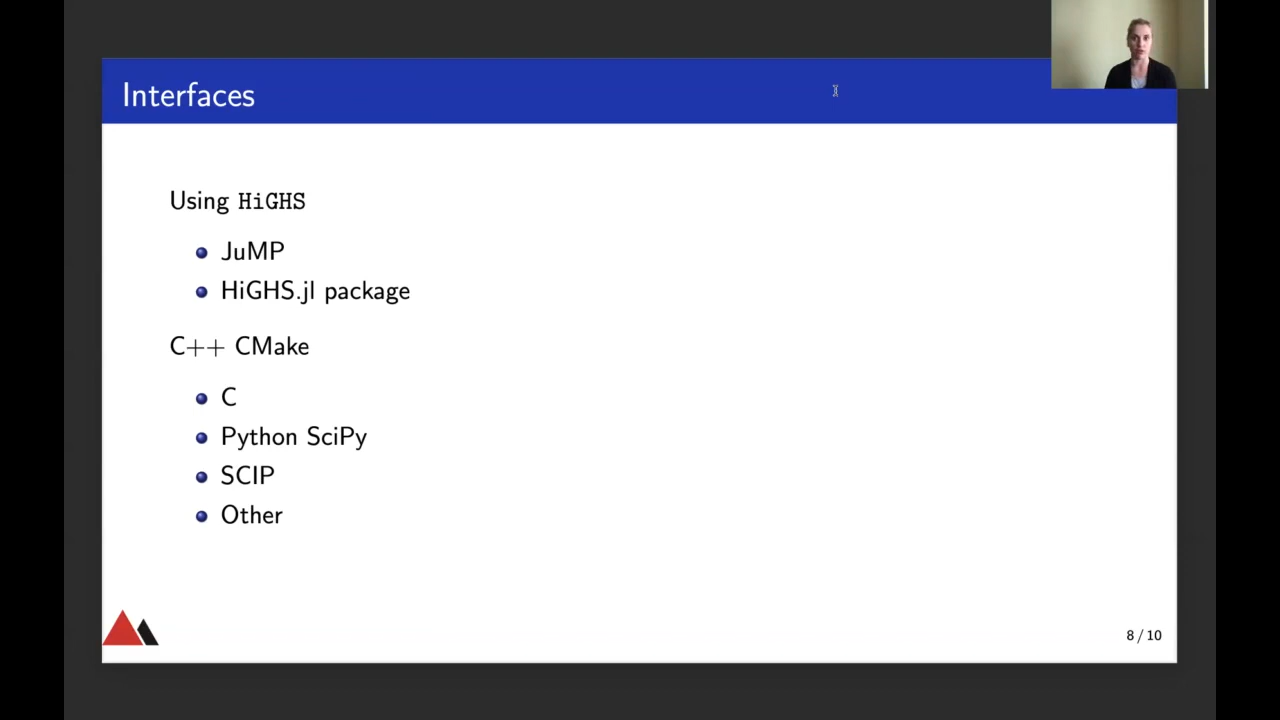 Interfaces
Using HiGHS
JuMP
HiGHS.jl package
C++ CMake
C
Python SciPy
SCIP
Other
8 / 10